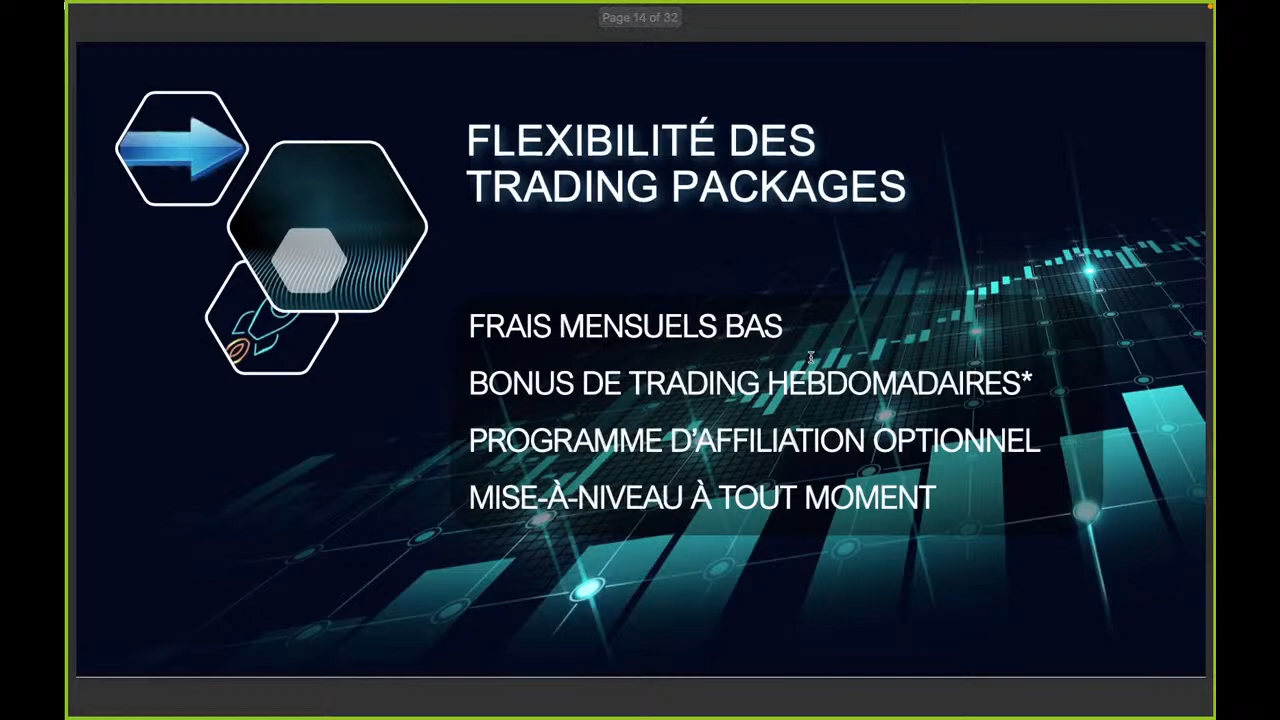 Page 14 of 32
FLEXIBILITÉ DES
TRADING PACKAGES
FRAIS MENSUELS BAS
BONUS DE TRADING HEBDOMADAIRES*
PROGRAMME D’AFFILIATION OPTIONNEL
MISE-À-NIVEAU À TOUT MOMENT